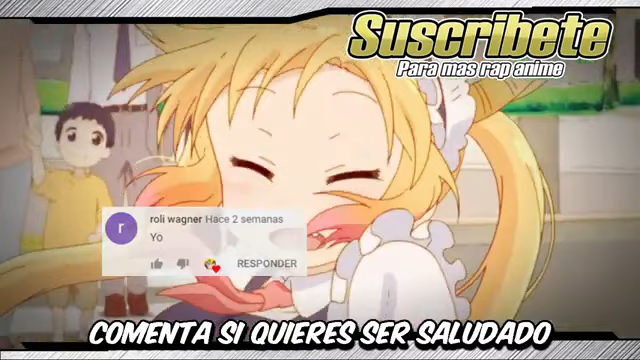 Suscribete
Para mas rap anime
r
roli wagner Hace 2 semanas
Yo
RESPONDER
COMENTA SI QUIERES SER SALUDADO